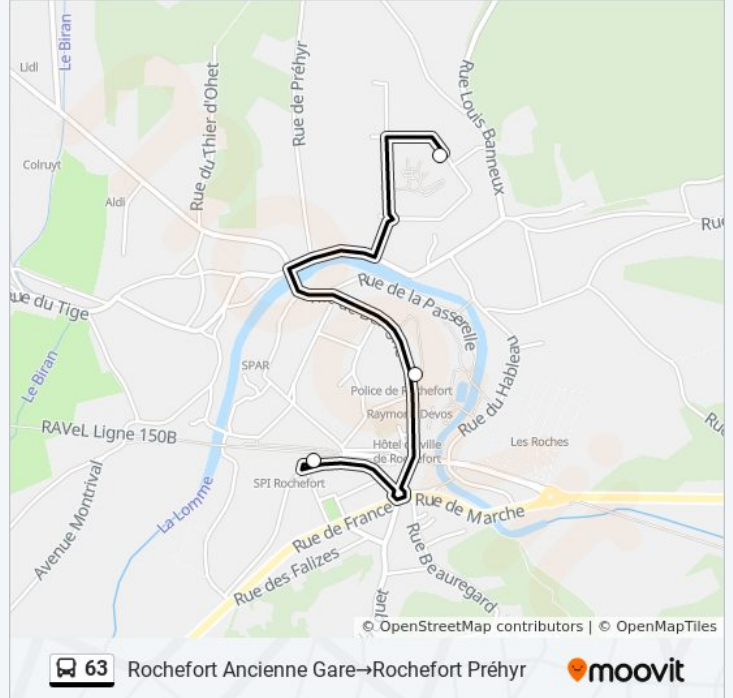 Le Biran
Lidl
Rue du Thier d'Ohet
Rue de Préhyr
Rue Louis Banneux
Colruyt
Aldi
Rue de la Passerelle
ue du Tige
Le Biran
SPAR
Police de Rochefort
Raymond Devos
Rue du Hableau
RAVeL Ligne 150B
Hôtel de ville
de Rochefort
Les Roches
SPI Rochefort
Avenue Montrival
La Lomme
Rue de France
Rue de Marche
Rue des Falizes
Rue Beauregard
© OpenStreetMap contributors | © OpenMapTiles
63 Rochefort Ancienne Gare→Rochefort Préhyr moovit